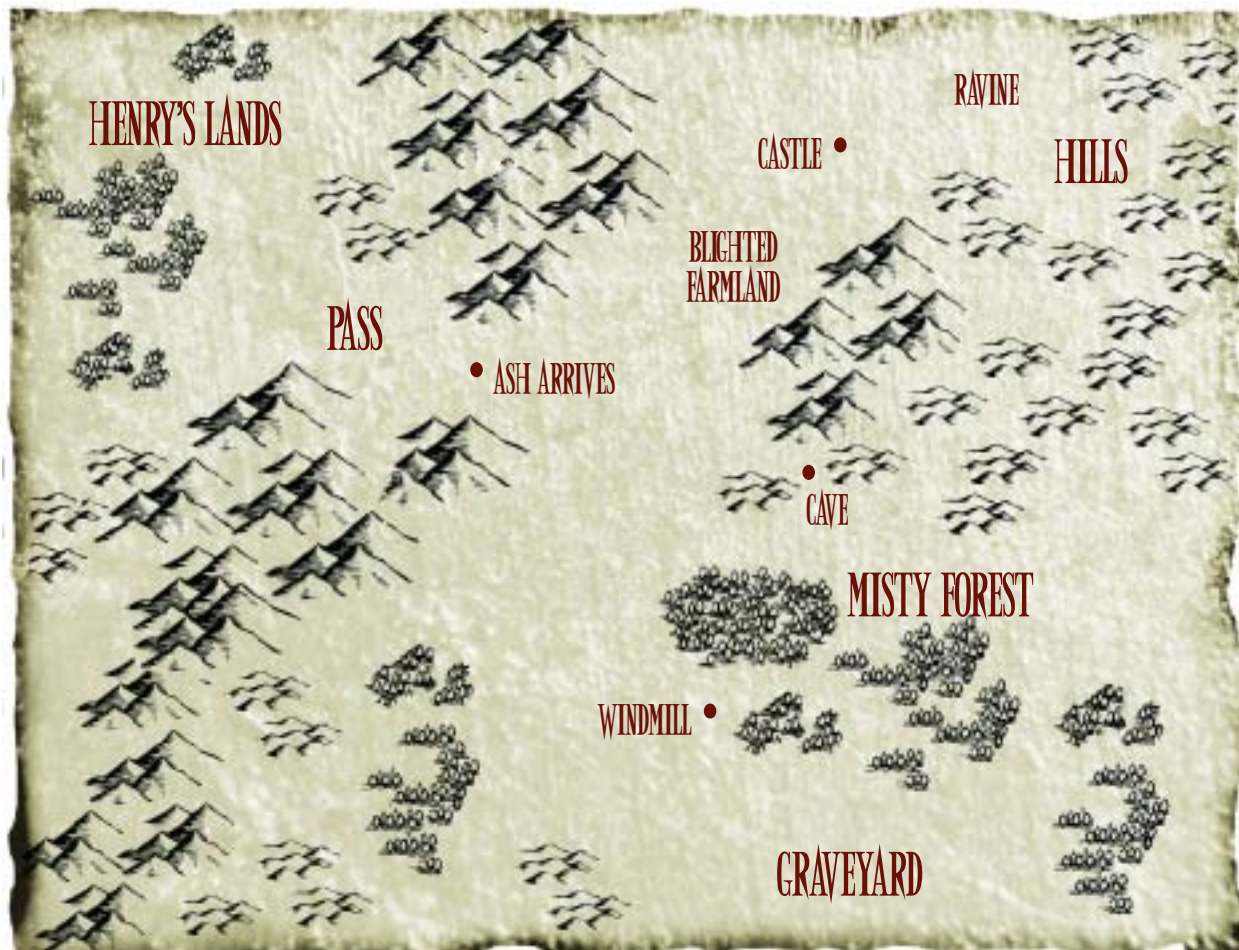 RAVINE
HENRY'S LANDS
CASTLE
HILLS
BLIGHTED
FARMLAND
PASS
ASH ARRIVES
CAVE
MISTY FOREST
WINDMILL
GRAVEYARD